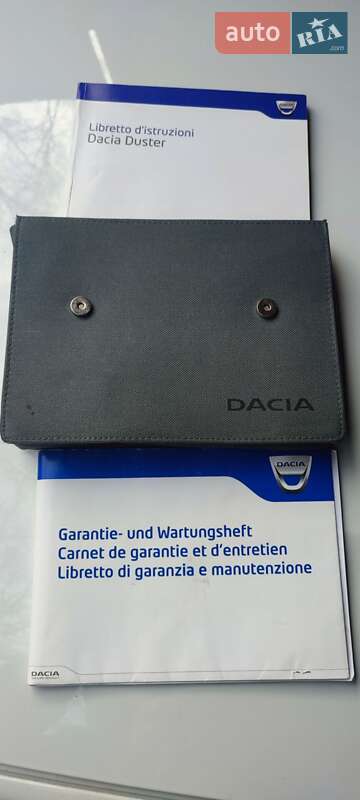 auto RIA
.com
DACIA
Libretto d'istruzioni
Dacia Duster
DACIA
DACIA
Garantie- und Wartungsheft
Carnet de garantie et d'entretien
Libretto di garanzia e manutenzione
DACIA